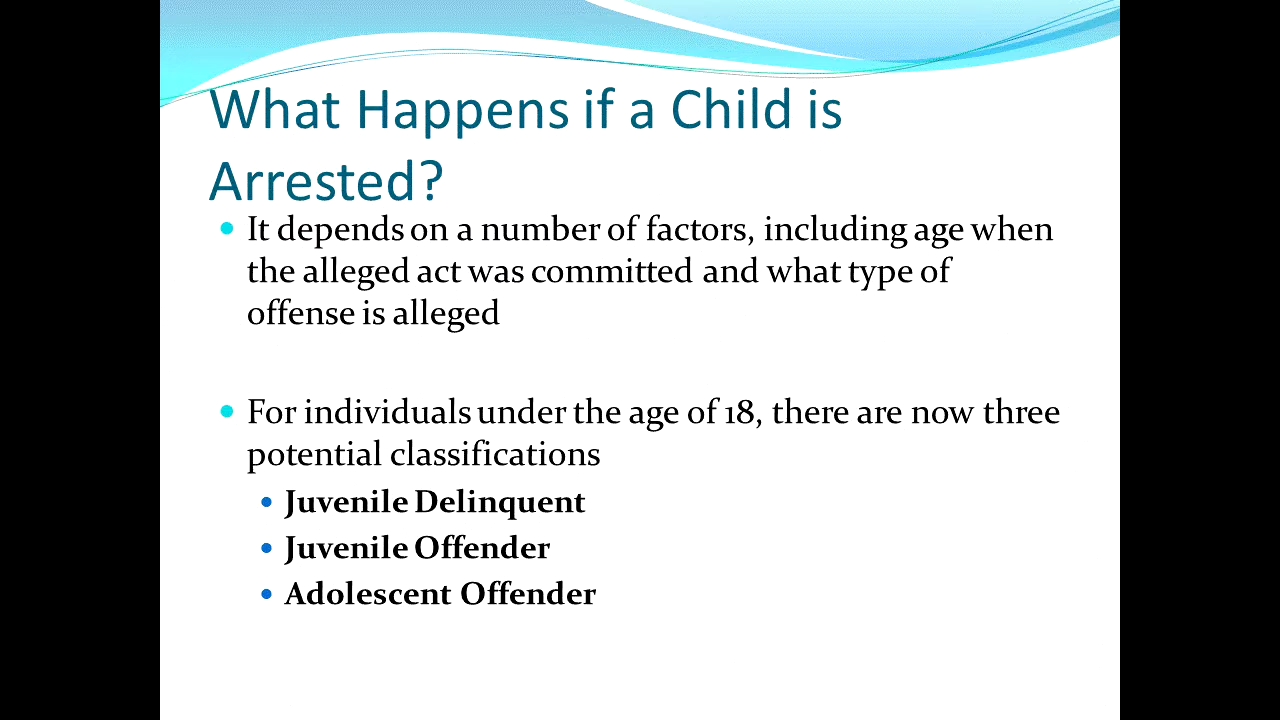 What Happens if a Child is
Arrested?
It depends on a number of factors, including age when
the alleged act was committed and what type of
offense is alleged
For individuals under the age of 18, there are now three
potential classifications
Juvenile Delinquent
Juvenile Offender
Adolescent Offender